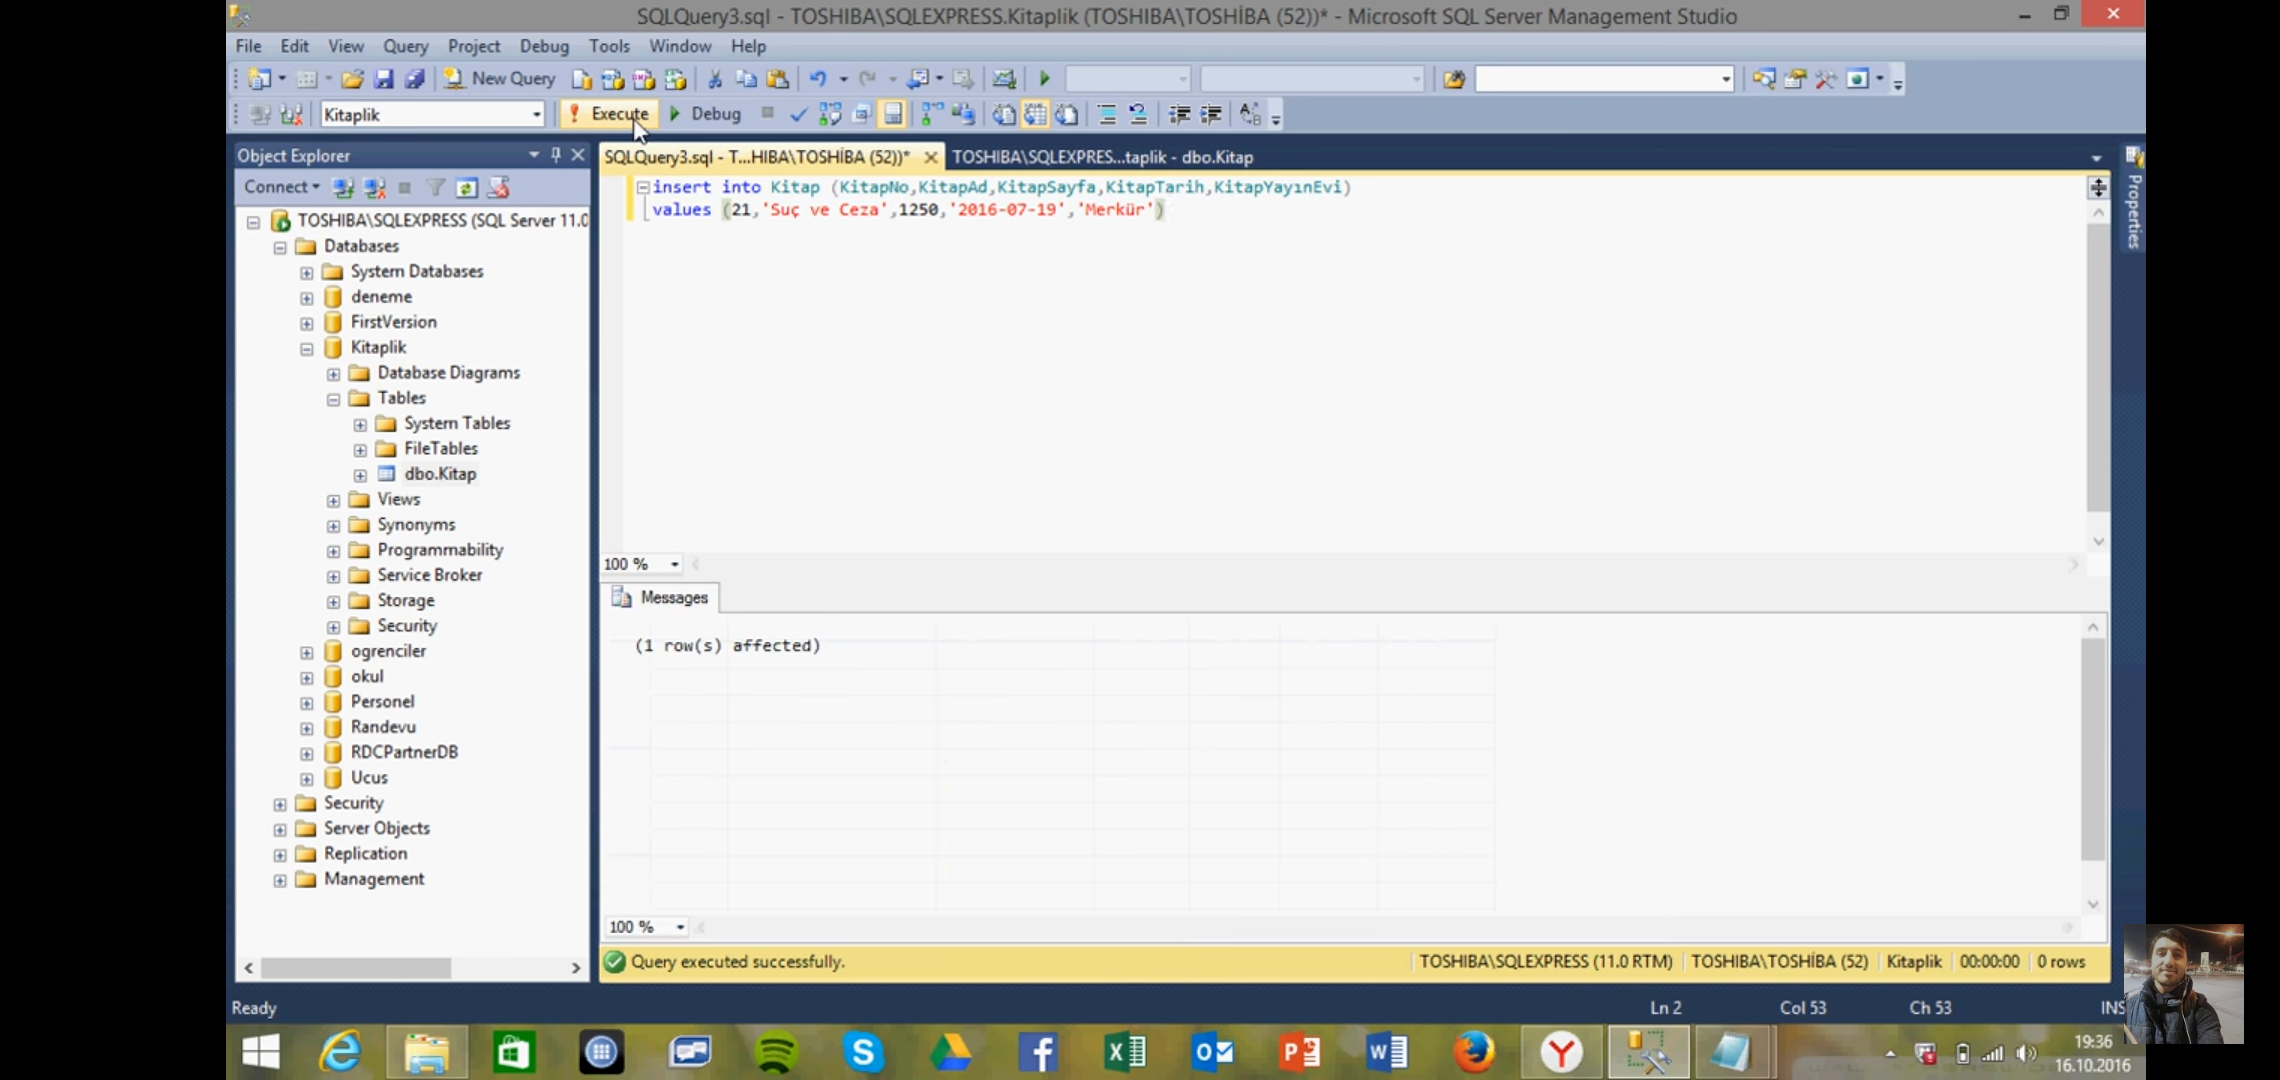 SQLQuery3.sql - TOSHIBA\SQLEXPRESS.Kitaplik (TOSHIBA\TOSHİBA (52))* - Microsoft SQL Server Management Studio
File Edit View Query Project Debug Tools Window Help
New Query
Kitaplik Execute Debug
Object Explorer
SQLQuery3.sql - T...HIBA\TOSHİBA (52))* TOSHIBA\SQLEXPRES...taplik - dbo.Kitap
Properties
Connect
insert into Kitap (KitapNo,KitapAd,KitapSayfa,KitapTarih,KitapYayınEvi)
values (21,'Suç ve Ceza',1250,'2016-07-19','Merkür')
TOSHIBA\SQLEXPRESS (SQL Server 11.0
Databases
System Databases
deneme
FirstVersion
Kitaplik
Database Diagrams
Tables
System Tables
FileTables
dbo.Kitap
Views
Synonyms
Programmability
Service Broker
Storage
Security
ogrenciler
okul
Personel
Randevu
RDCPartnerDB
Ucus
Security
Server Objects
Replication
Management
100 %
Messages
(1 row(s) affected)
100 %
Query executed successfully. TOSHIBA\SQLEXPRESS (11.0 RTM) TOSHIBA\TOSHİBA (52) Kitaplik 00:00:00 0 rows
Ready Ln 2 Col 53 Ch 53 INS
19:36
16.10.2016